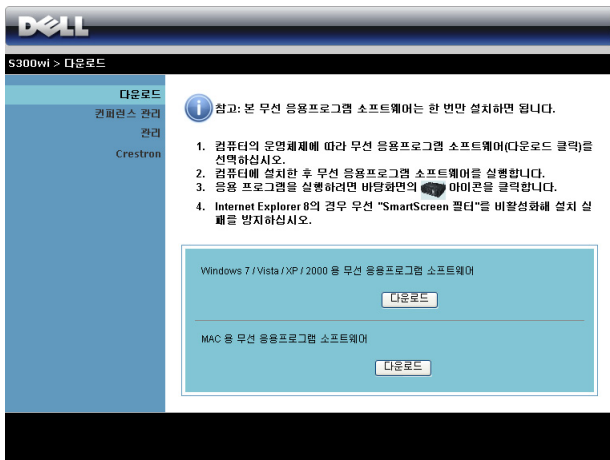 DELL
S300wi > 다운로드
다운로드
컨퍼런스 관리
관리
Crestron
참고: 본 무선 응용프로그램 소프트웨어는 한 번만 설치하면 됩니다.
1. 컴퓨터의 운영체제에 따라 무선 응용프로그램 소프트웨어(다운로드 클릭)를
선택하십시오.
2. 컴퓨터에 설치한 후 무선 응용프로그램 소프트웨어를 실행합니다.
3. 응용 프로그램을 실행하려면 바탕화면의 아이콘을 클릭합니다.
4. Internet Explorer 8의 경우 무선 "SmartScreen 필터"를 비활성화해 설치 실
패를 방지하십시오.
Windows 7 / Vista / XP / 2000 용 무선 응용프로그램 소프트웨어
다운로드
MAC 용 무선 응용프로그램 소프트웨어
다운로드